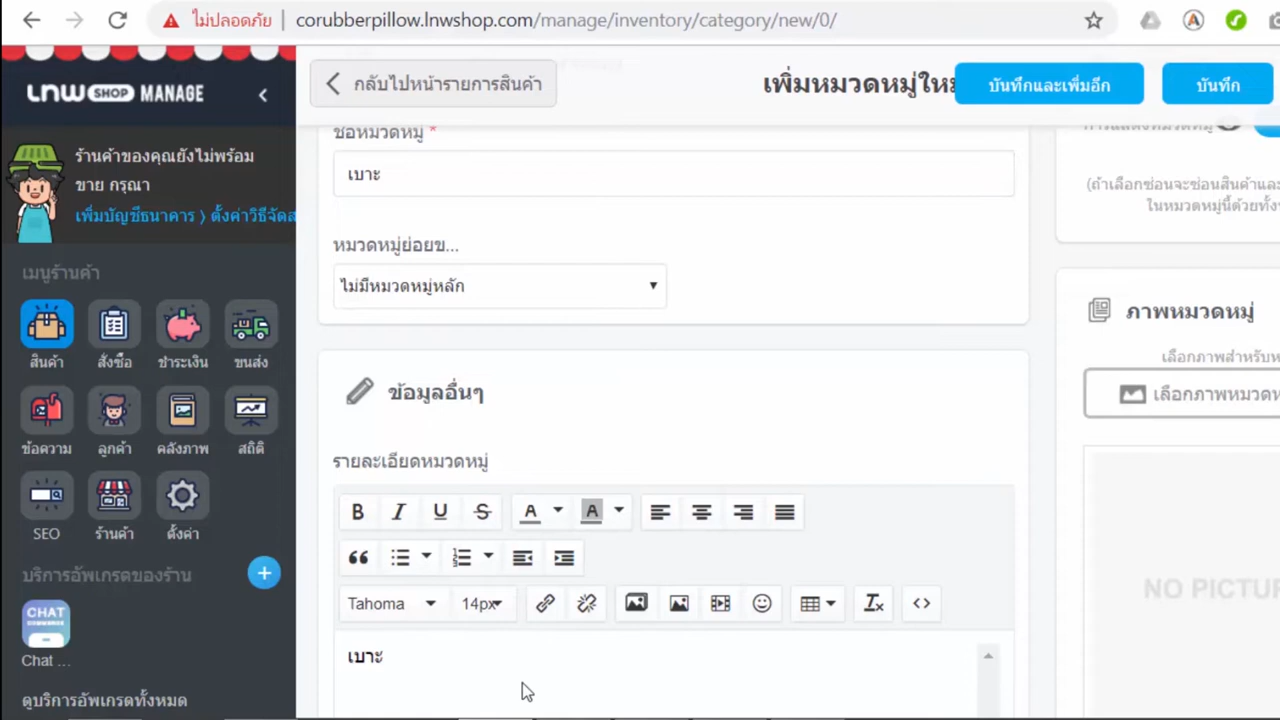 ไม่ปลอดภัย | corubberpillow.lnwshop.com/manage/inventory/category/new/0/
LnW SHOP MANAGE
กลับไปหน้ารายการสินค้า
เพิ่มหมวดหมู่ให
บันทึกและเพิ่มอีก
บันทึก
ร้านค้าของคุณยังไม่พร้อม
ขาย กรุณา
เพิ่มบัญชีธนาคาร ⟩ ตั้งค่าวิธีจัดส
เมนูร้านค้า
สินค้า
สั่งซื้อ
ชำระเงิน
ขนส่ง
ข้อความ
ลูกค้า
คลังภาพ
สถิติ
SEO
ร้านค้า
ตั้งค่า
บริการอัพเกรดของร้าน
CHAT
COMMERCE
Chat ...
ดูบริการอัพเกรดทั้งหมด
ชื่อหมวดหมู่ *
เบาะ
หมวดหมู่ย่อยข...
ไม่มีหมวดหมู่หลัก
ข้อมูลอื่นๆ
รายละเอียดหมวดหมู่
B I U S A A
Tahoma 14px
เบาะ
การแสดงหมวดหมู่
(ถ้าเลือกซ่อนจะซ่อนสินค้าและ
ในหมวดหมู่นี้ด้วยทั้ง
ภาพหมวดหมู่
เลือกภาพสำหรับห
เลือกภาพหมวดห
NO PICTU